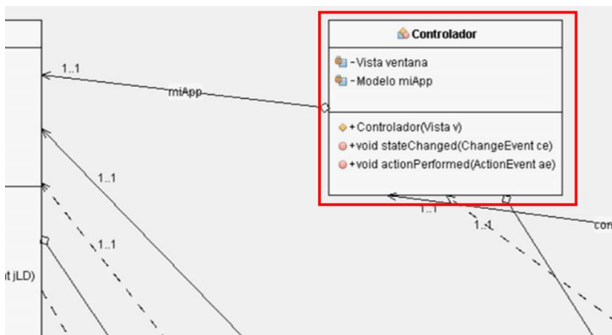 Controlador
-Vista ventana
-Modelo miApp
+Controlador(Vista v)
+void stateChanged(ChangeEvent ce)
+void actionPerformed(ActionEvent ae)
1..1
miApp
1..1
1..1
1..1
1..1
con
t jLD)